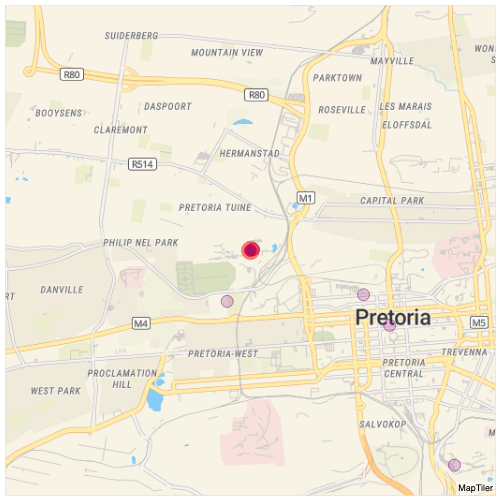 SUIDERBERG
MOUNTAIN VIEW
MAYVILLE
R80
PARKTOWN
R80
DASPOORT
ROSEVILLE
LES MARAIS
BOOYSENS
ELOFFSDAL
CLAREMONT
HERMANSTAD
R514
M1
CAPITAL PARK
PRETORIA TUINE
PHILIP NEL PARK
DANVILLE
RT
Pretoria
M4
M5
PRETORIA-WEST
TREVENNA
PRETORIA
CENTRAL
PROCLAMATION
HILL
WEST PARK
SALVOKOP
MapTiler